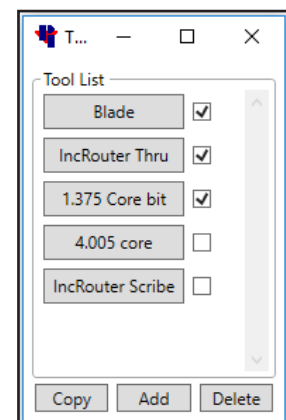 T...
Tool List
Blade
IncRouter Thru
1.375 Core bit
4.005 core
IncRouter Scribe
Copy Add Delete